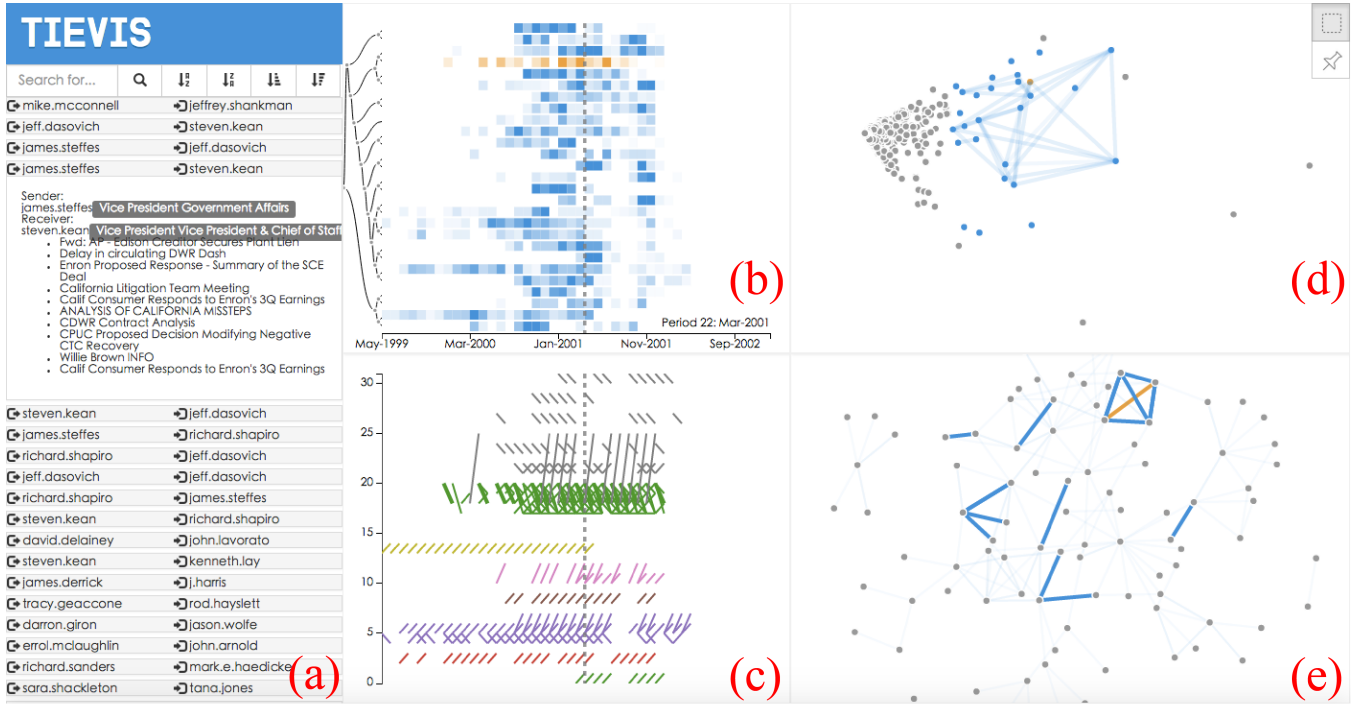 TIEVIS
Search for...
mike.mcconnell jeffrey.shankman
jeff.dasovich steven.kean
james.steffes jeff.dasovich
james.steffes steven.kean
Sender:
james.steffes Vice President Government Affairs
Receiver:
steven.kean Vice President Vice President & Chief of Staff
Fwd: AP - Edison Creditor Secures Plant Lien
Delay in circulating DWR Dash
Enron Proposed Response - Summary of the SCE
Deal
California Litigation Team Meeting
Calif Consumer Responds to Enron's 3Q Earnings
ANALYSIS OF CALIFORNIA MISSTEPS
CDWR Contract Analysis
CPUC Proposed Decision Modifying Negative
CTC Recovery
Willie Brown INFO
Calif Consumer Responds to Enron's 3Q Earnings
steven.kean jeff.dasovich
james.steffes richard.shapiro
richard.shapiro jeff.dasovich
jeff.dasovich jeff.dasovich
richard.shapiro james.steffes
steven.kean richard.shapiro
david.delainey john.lavorato
steven.kean kenneth.lay
james.derrick j.harris
tracy.geaccone rod.hayslett
darron.giron jason.wolfe
errol.mclaughlin john.arnold
richard.sanders mark.e.haedicke
sara.shackleton tana.jones
(a)
(b)
Period 22: Mar-2001
May-1999 Mar-2000 Jan-2001 Nov-2001 Sep-2002
30
25
20
15
10
5
0
(c)
(d)
(e)